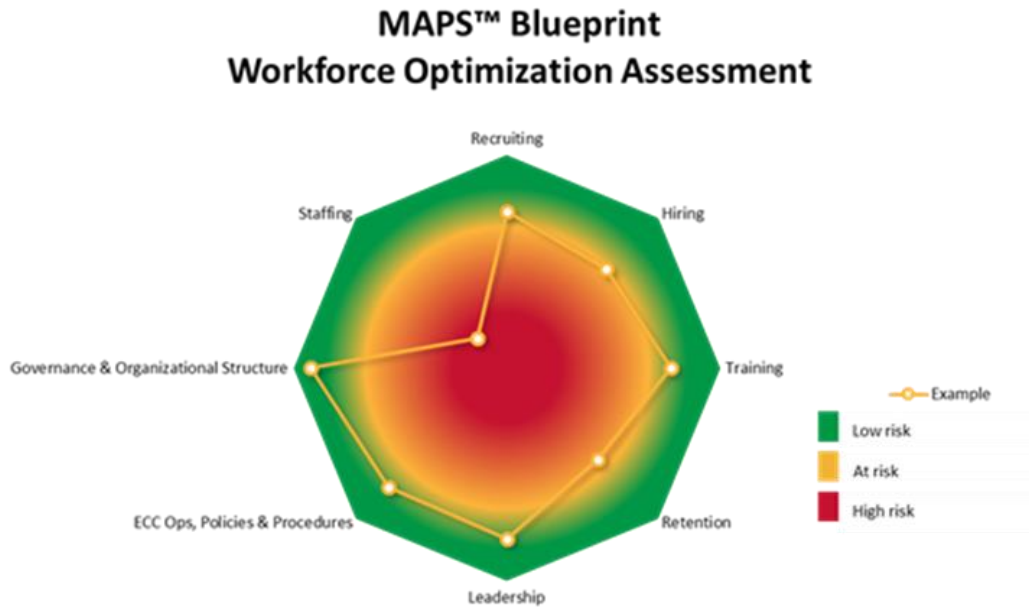 MAPS™ Blueprint
Workforce Optimization Assessment
Recruiting
Staffing
Hiring
Governance & Organizational Structure
Training
Example
Low risk
At risk
High risk
ECC Ops, Policies & Procedures
Retention
Leadership